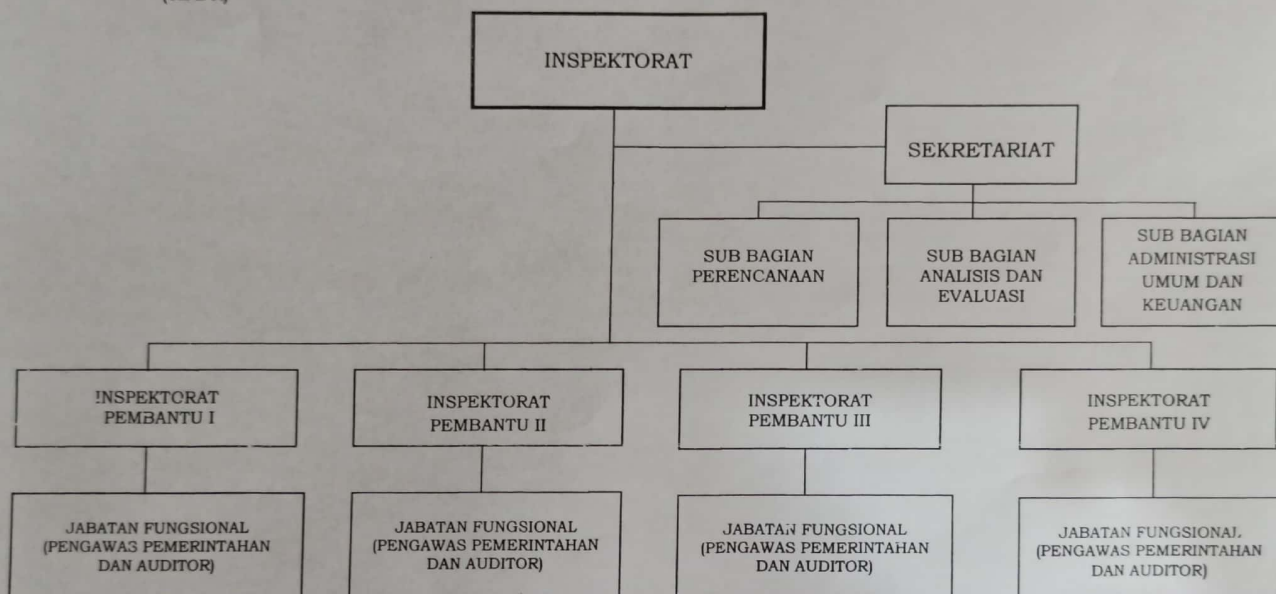 INSPEKTORAT
SEKRETARIAT
SUB BAGIAN
PERENCANAAN
SUB BAGIAN
ANALISIS DAN
EVALUASI
SUB BAGIAN
ADMINISTRASI
UMUM DAN
KEUANGAN
INSPEKTORAT
PEMBANTU I
INSPEKTORAT
PEMBANTU II
INSPEKTORAT
PEMBANTU III
INSPEKTORAT
PEMBANTU IV
JABATAN FUNGSIONAL
(PENGAWAS PEMERINTAHAN
DAN AUDITOR)
JABATAN FUNGSIONAL
(PENGAWAS PEMERINTAHAN
DAN AUDITOR)
JABATAN FUNGSIONAL
(PENGAWAS PEMERINTAHAN
DAN AUDITOR)
JABATAN FUNGSIONAL
(PENGAWAS PEMERINTAHAN
DAN AUDITOR)